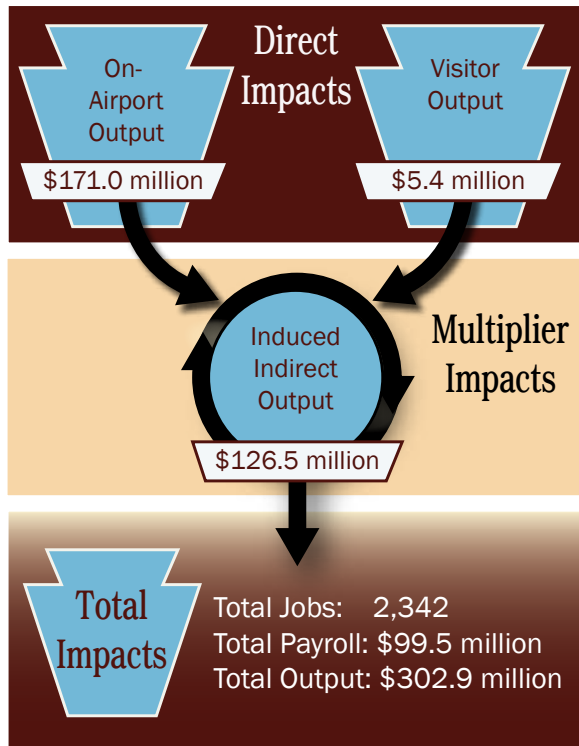 Direct
Impacts
On-
Airport
Output
$171.0 million
Visitor
Output
$5.4 million
Multiplier
Impacts
Induced
Indirect
Output
$126.5 million
Total
Impacts
Total Jobs: 2,342
Total Payroll: $99.5 million
Total Output: $302.9 million